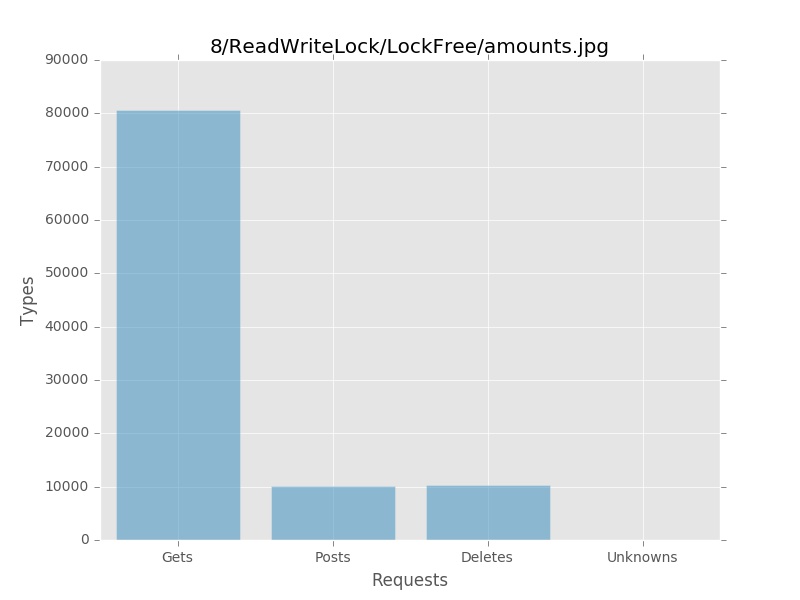 8/ReadWriteLock/LockFree/amounts.jpg
90000
80000
70000
60000
50000
40000
30000
20000
10000
0
Types
Gets Posts Deletes Unknowns
Requests